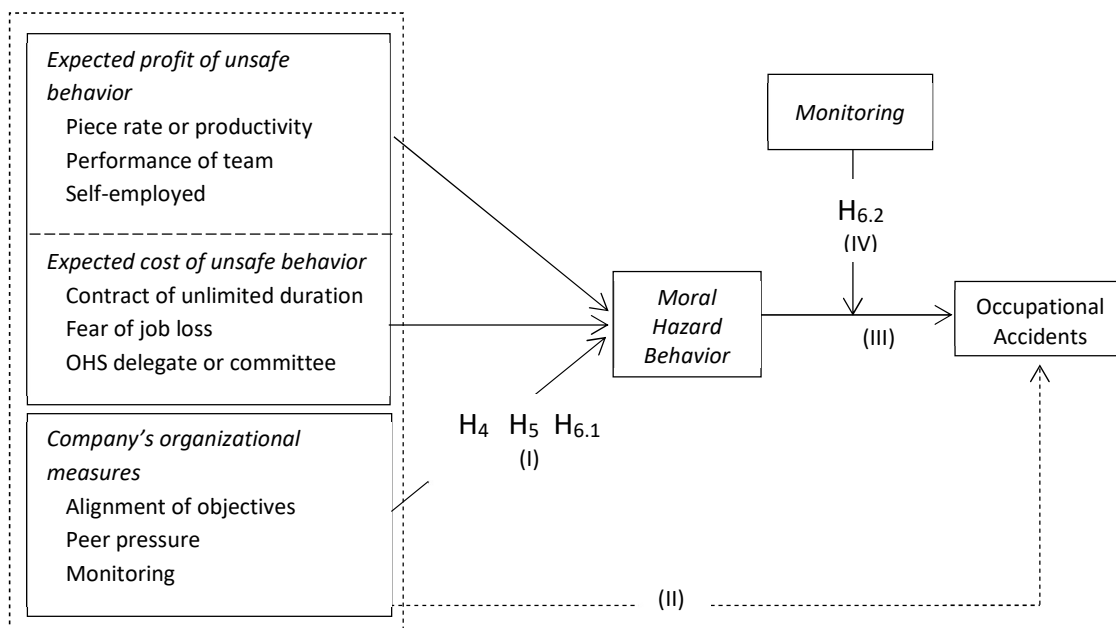 Expected profit of unsafe
behavior
Piece rate or productivity
Performance of team
Self-employed
Expected cost of unsafe behavior
Contract of unlimited duration
Fear of job loss
OHS delegate or committee
Company’s organizational
measures
Alignment of objectives
Peer pressure
Monitoring
H4 H5 H6.1
(I)
(II)
Moral
Hazard
Behavior
Monitoring
H6.2
(IV)
(III)
Occupational
Accidents